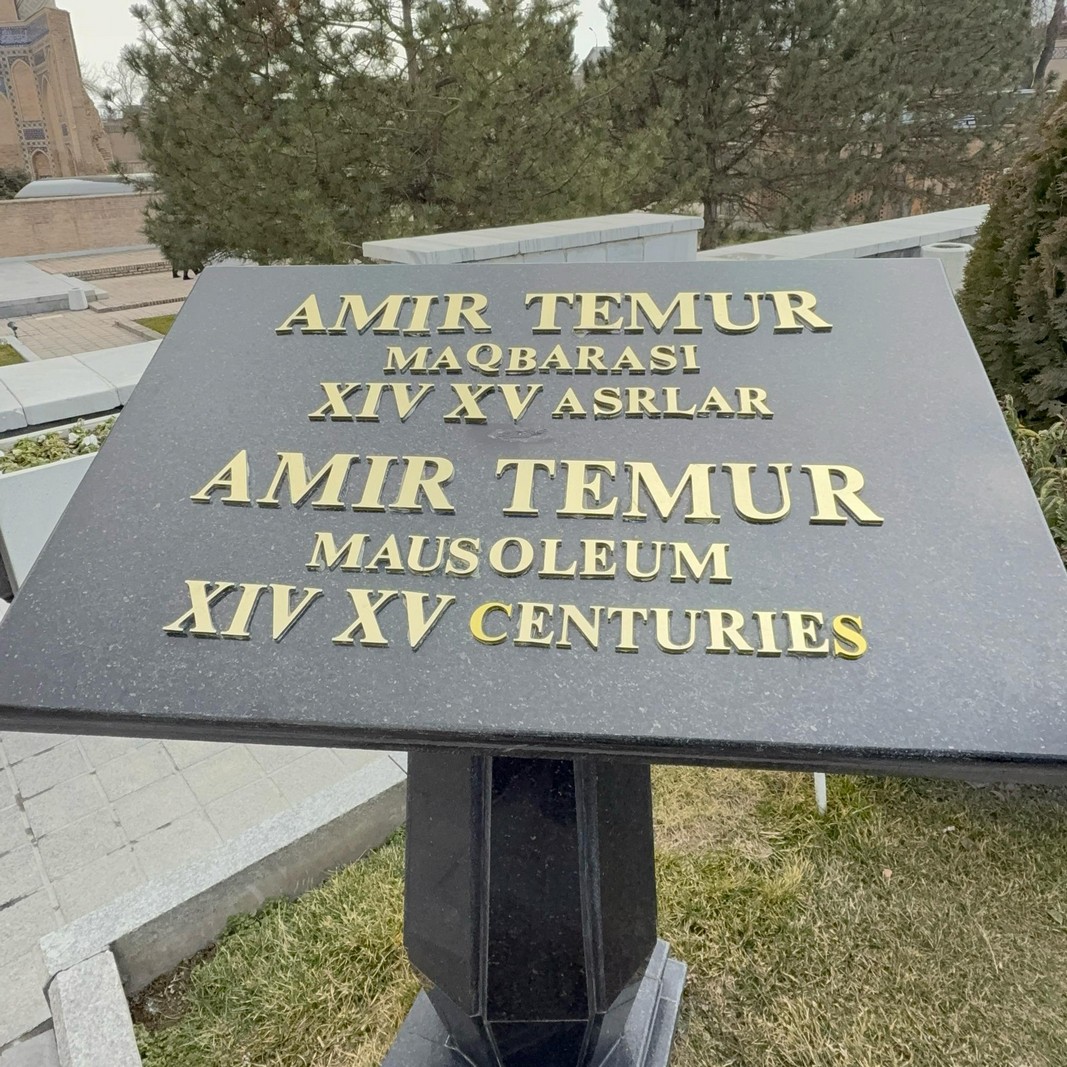 AMIR TEMUR
MAQBARASI
XIV XV ASRLAR
AMIR TEMUR
MAUSOLEUM
XIV XV CENTURIES